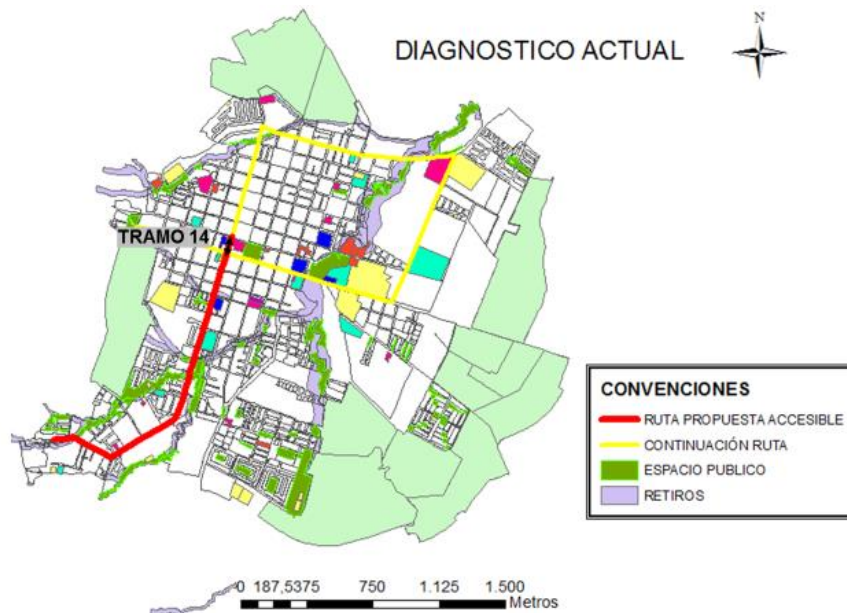 DIAGNOSTICO ACTUAL
N
TRAMO 14
CONVENCIONES
RUTA PROPUESTA ACCESIBLE
CONTINUACIÓN RUTA
ESPACIO PUBLICO
RETIROS
0 187,5375 750 1.125 1.500
Metros